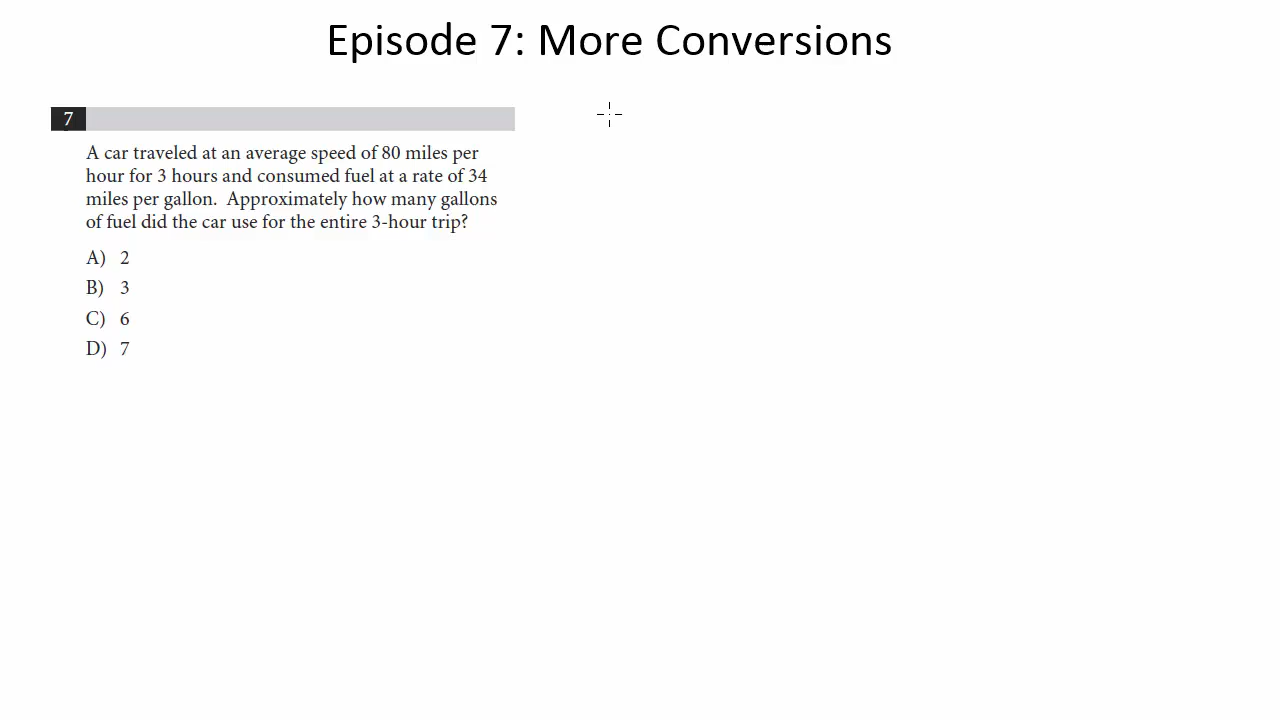 Episode 7: More Conversions
7
A car traveled at an average speed of 80 miles per
hour for 3 hours and consumed fuel at a rate of 34
miles per gallon.  Approximately how many gallons
of fuel did the car use for the entire 3-hour trip?
A) 2
B) 3
C) 6
D) 7